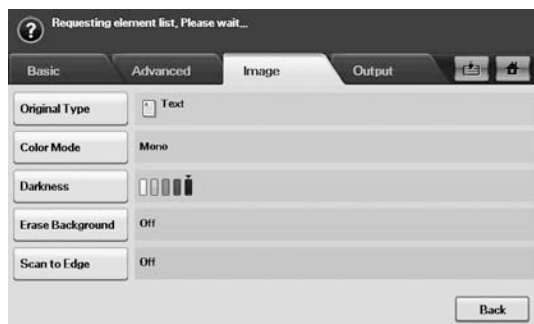 Requesting element list, Please wait...
Basic Advanced Image Output
Original Type Text
Color Mode Mono
Darkness
Erase Background Off
Scan to Edge Off
Back